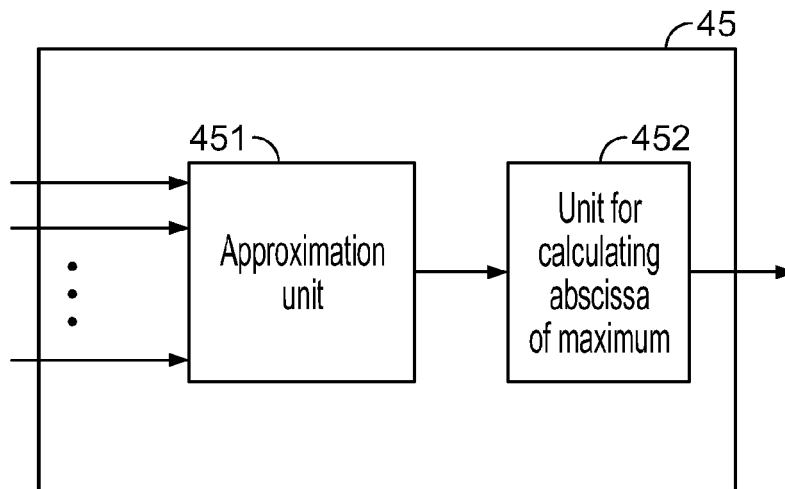 45
451
452
Approximation
unit
Unit for
calculating
abscissa
of maximum